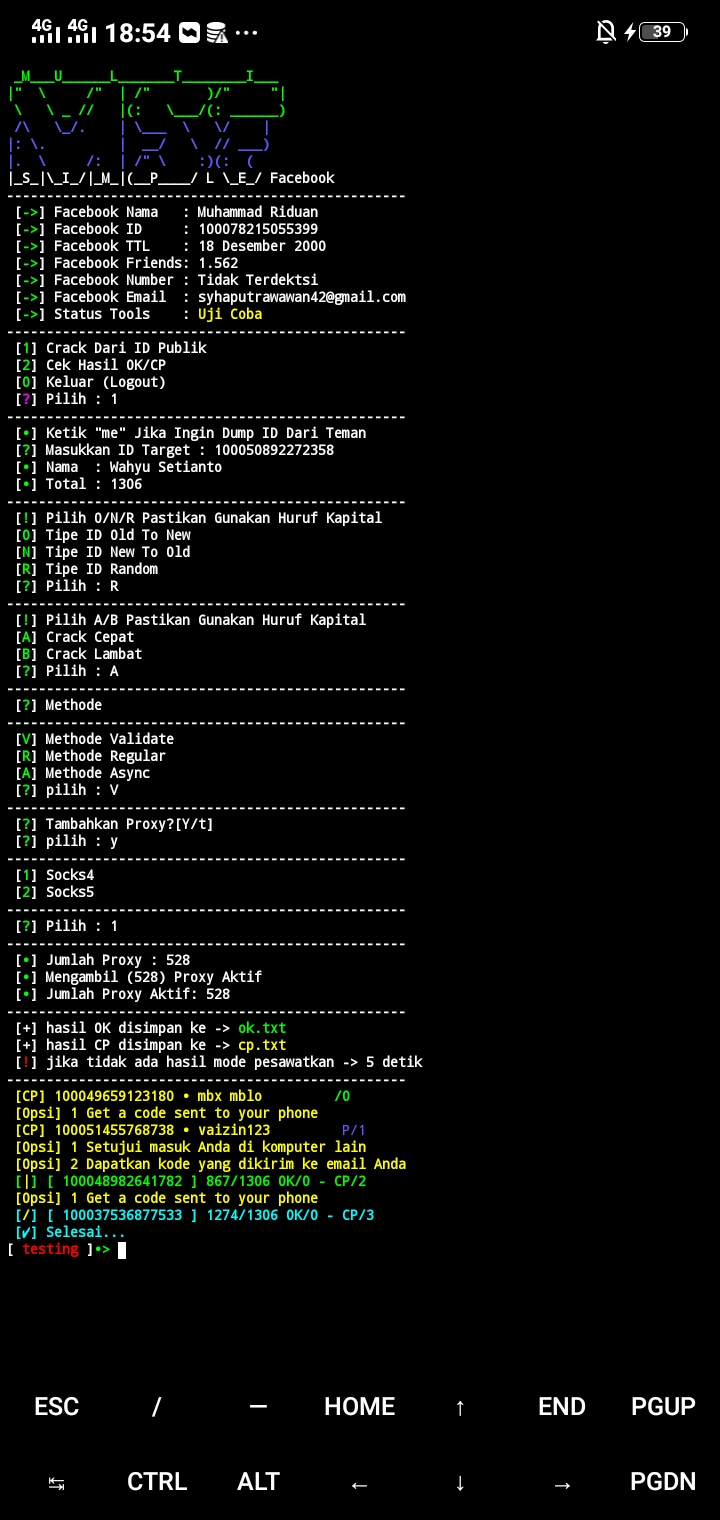 4G 4G 18:54 39
_M___U______L_______T________I___
|" \ /" | /" )/" "|
\ \ _ // |(: \___/(: ______)
/\ \_/. | \___ \ \/ |
|: \. | __/ \ // ___)
|. \ /: | /" \ :)(: (
|_S_|\_I_/|_M_|(__P____/ L \_E_/ Facebook
--------------------------------------------------
[->] Facebook Nama : Muhammad Riduan
[->] Facebook ID : 100078215055399
[->] Facebook TTL : 18 Desember 2000
[->] Facebook Friends: 1.562
[->] Facebook Number : Tidak Terdektsi
[->] Facebook Email : syhaputrawawan42@gmail.com
[->] Status Tools : Uji Coba
--------------------------------------------------
[1] Crack Dari ID Publik
[2] Cek Hasil OK/CP
[0] Keluar (Logout)
[?] Pilih : 1
--------------------------------------------------
[•] Ketik "me" Jika Ingin Dump ID Dari Teman
[?] Masukkan ID Target : 100050892272358
[•] Nama : Wahyu Setianto
[•] Total : 1306
--------------------------------------------------
[!] Pilih O/N/R Pastikan Gunakan Huruf Kapital
[O] Tipe ID Old To New
[N] Tipe ID New To Old
[R] Tipe ID Random
[?] Pilih : R
--------------------------------------------------
[!] Pilih A/B Pastikan Gunakan Huruf Kapital
[A] Crack Cepat
[B] Crack Lambat
[?] Pilih : A
--------------------------------------------------
[?] Methode
--------------------------------------------------
[V] Methode Validate
[R] Methode Regular
[A] Methode Async
[?] pilih : V
--------------------------------------------------
[?] Tambahkan Proxy?[Y/t]
[?] pilih : y
--------------------------------------------------
[1] Socks4
[2] Socks5
--------------------------------------------------
[?] Pilih : 1
--------------------------------------------------
[•] Jumlah Proxy : 528
[•] Mengambil (528) Proxy Aktif
[•] Jumlah Proxy Aktif: 528
--------------------------------------------------
[+] hasil OK disimpan ke -> ok.txt
[+] hasil CP disimpan ke -> cp.txt
[!] jika tidak ada hasil mode pesawatkan -> 5 detik
--------------------------------------------------
[CP] 100049659123180 • mbx mblo /0
[Opsi] 1 Get a code sent to your phone
[CP] 100051455768738 • vaizin123 P/1
[Opsi] 1 Setujui masuk Anda di komputer lain
[Opsi] 2 Dapatkan kode yang dikirim ke email Anda
[|] [ 100048982641782 ] 867/1306 OK/0 - CP/2
[Opsi] 1 Get a code sent to your phone
[/] [ 100037536877533 ] 1274/1306 OK/0 - CP/3
[✓] Selesai...
[ testing ]•>
ESC / — HOME ↑ END PGUP
↹ CTRL ALT ← ↓ → PGDN